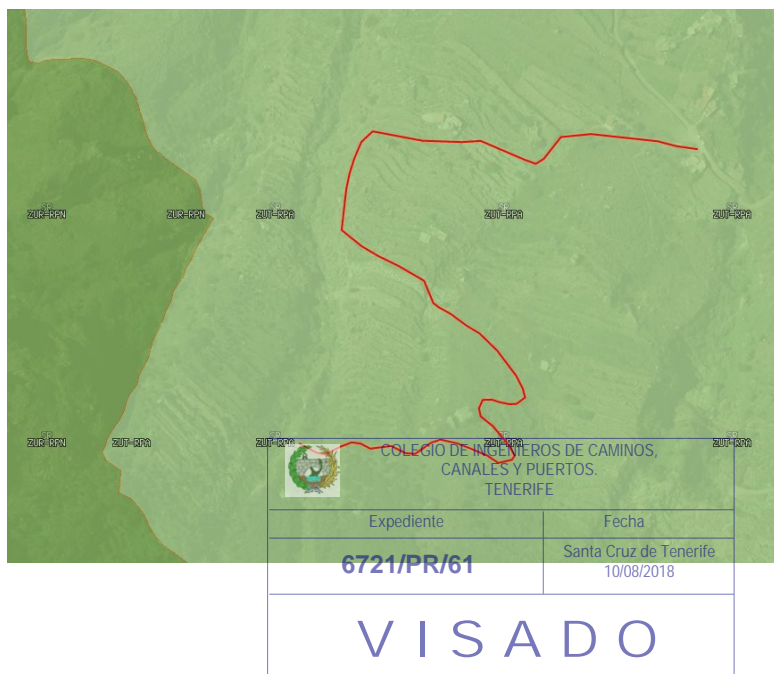 ZUR-RPN ZUR-RPN ZUT-RPA ZUT-RPA ZUT-RPA
ZUR-RPN ZUT-RPA ZUT-RPA ZUT-RPA ZUT-RPA
COLEGIO DE INGENIEROS DE CAMINOS,
CANALES Y PUERTOS.
TENERIFE
Expediente Fecha
6721/PR/61 Santa Cruz de Tenerife
10/08/2018
VISADO